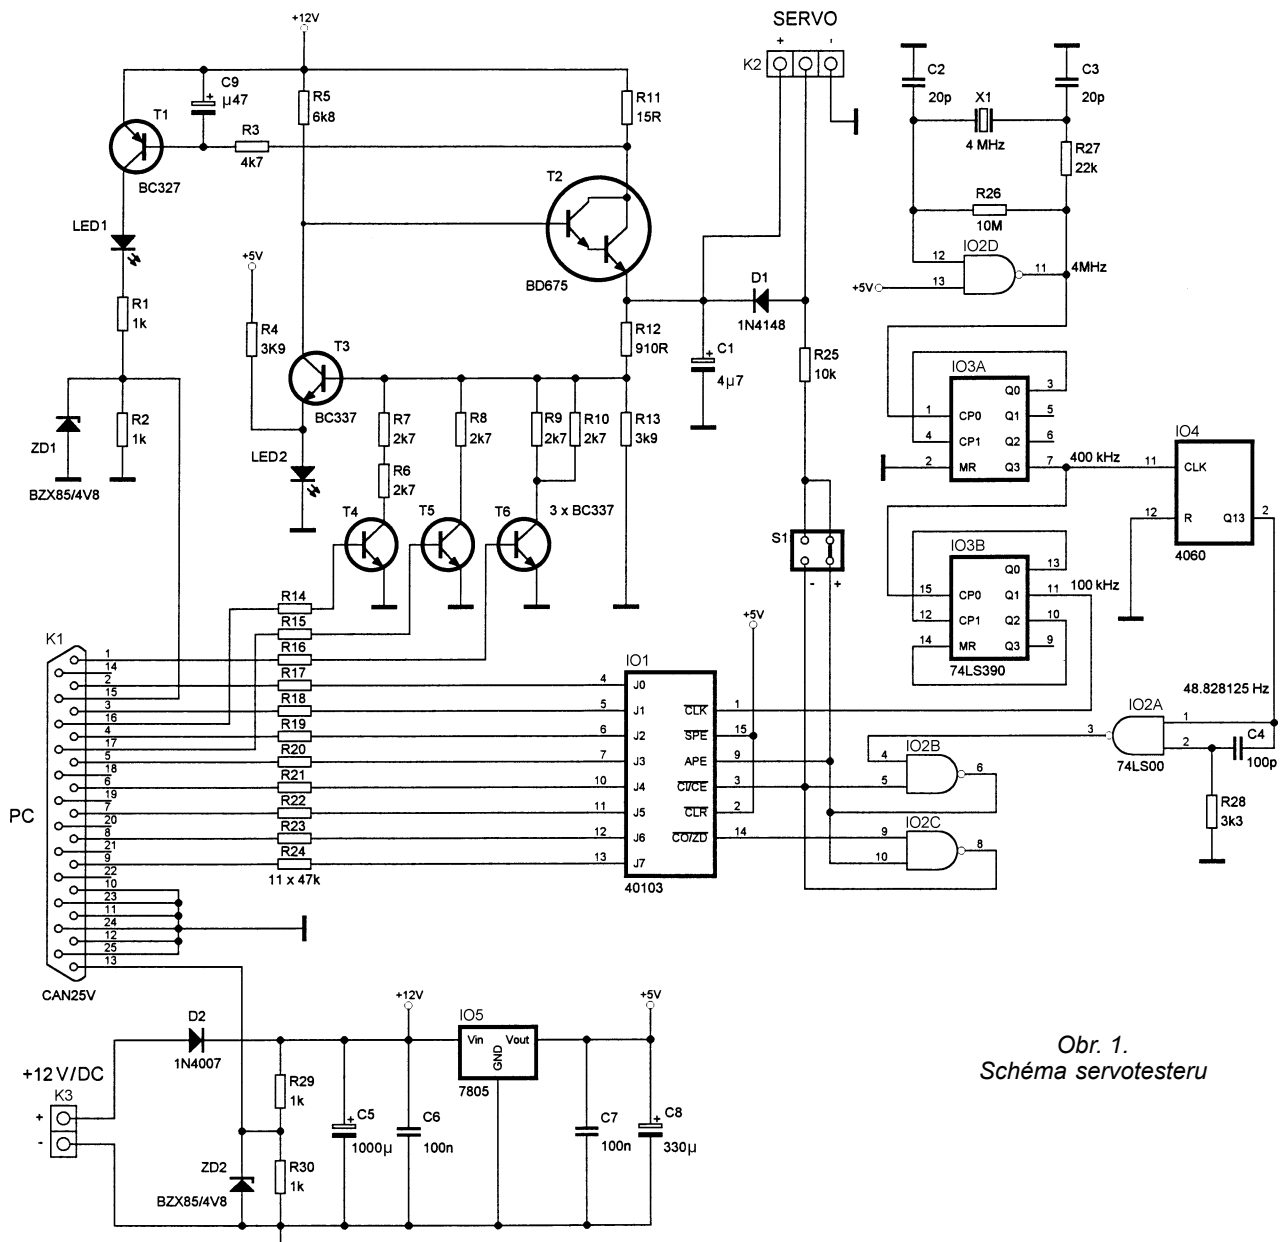 +12V
SERVO
K2
+
-
C9
µ47
R5
6k8
R11
15R
T1
R3
4k7
BC327
T2
BD675
LED1
+5V
R1
1k
R4
3K9
T3
BC337
R12
910R
D1
1N4148
C1
4µ7
R25
10k
ZD1
BZX85/4V8
R2
1k
LED2
R7
2k7
R8
2k7
R9
2k7
R10
2k7
R13
3k9
R6
2k7
T4
T5
T6
3 x BC337
S1
-
+
C2
20p
C3
20p
X1
4 MHz
R27
22k
R26
10M
IO2D
12
13
11
4MHz
+5V
IO3A
1
CP0
4
CP1
2
MR
Q0
3
Q1
5
Q2
6
Q3
7
400 kHz
IO4
11
CLK
12
R
Q13
2
4060
IO3B
15
CP0
12
CP1
14
MR
Q0
13
Q1
11
Q2
10
Q3
9
100 kHz
74LS390
48.828125 Hz
IO2A
3
1
2
74LS00
C4
100p
R28
3k3
K1
PC
1
14
2
15
3
16
4
17
5
18
6
19
7
20
8
21
9
22
10
23
11
24
12
25
13
CAN25V
R14
R15
R16
R17
R18
R19
R20
R21
R22
R23
R24
11 x 47k
+5V
IO1
4
J0
5
J1
6
J2
7
J3
10
J4
11
J5
12
J6
13
J7
CLK
1
SPE
15
APE
9
CI/CE
3
CLR
2
CO/ZD
14
40103
IO2B
4
5
6
IO2C
9
10
8
+12V/DC
K3
+
-
D2
1N4007
R29
1k
R30
1k
ZD2
BZX85/4V8
C5
1000µ
+12V
C6
100n
IO5
Vin
Vout
GND
7805
C7
100n
+5V
C8
330µ
Obr. 1.
Schéma servotesteru